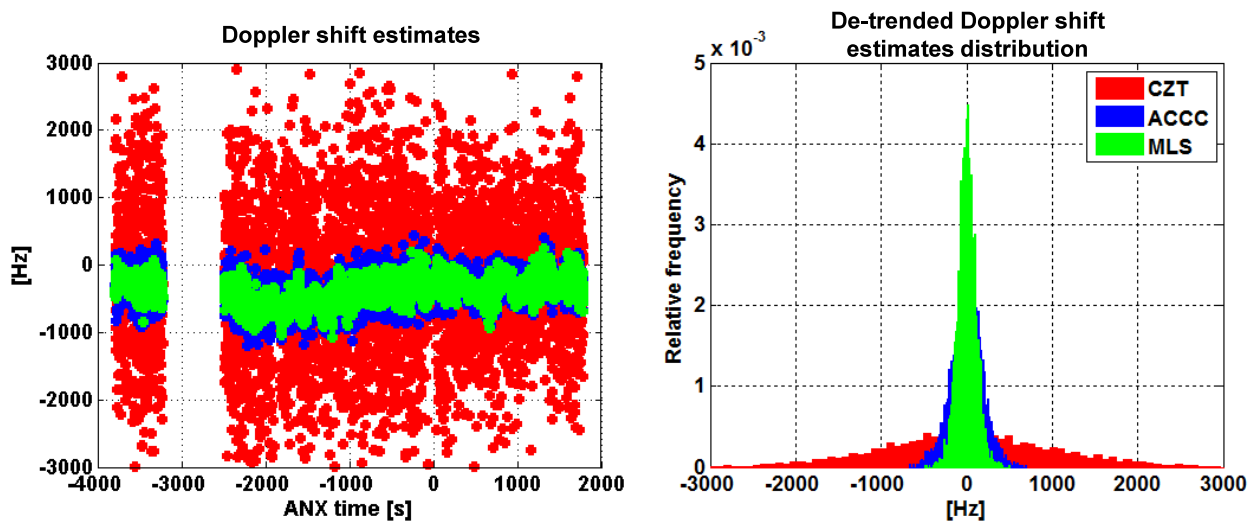 Doppler shift estimates
3000
2000
1000
0
-1000
-2000
-3000
[Hz]
-4000 -3000 -2000 -1000 0 1000 2000
ANX time [s]
De-trended Doppler shift
estimates distribution
x 10⁻³
5
4
3
2
1
0
Relative frequency
CZT
ACCC
MLS
-3000 -2000 -1000 0 1000 2000 3000
[Hz]